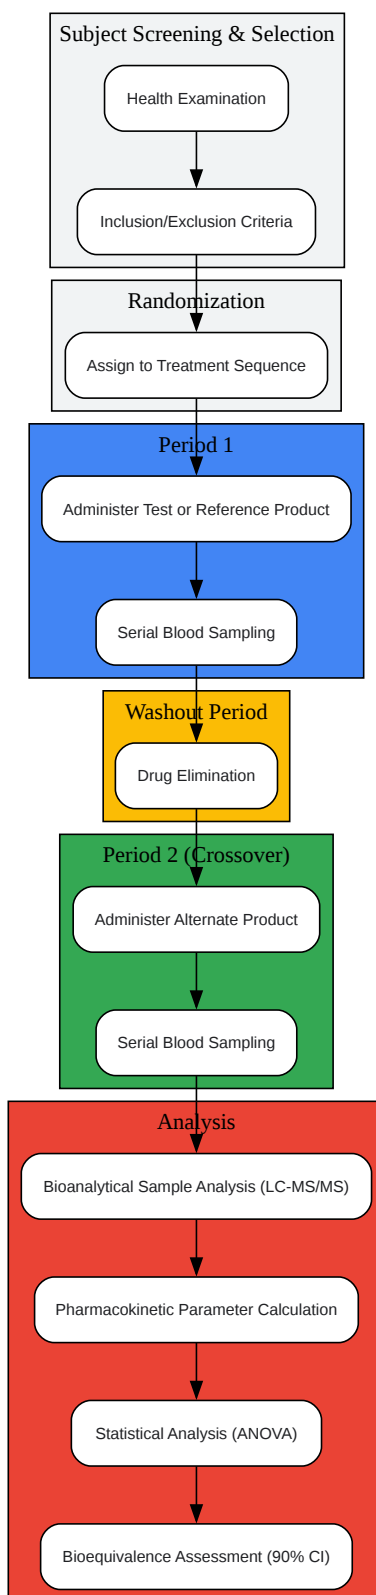 Subject Screening & Selection
Health Examination
Inclusion/Exclusion Criteria
Randomization
Assign to Treatment Sequence
Period 1
Administer Test or Reference Product
Serial Blood Sampling
Washout Period
Drug Elimination
Period 2 (Crossover)
Administer Alternate Product
Serial Blood Sampling
Analysis
Bioanalytical Sample Analysis (LC-MS/MS)
Pharmacokinetic Parameter Calculation
Statistical Analysis (ANOVA)
Bioequivalence Assessment (90% CI)